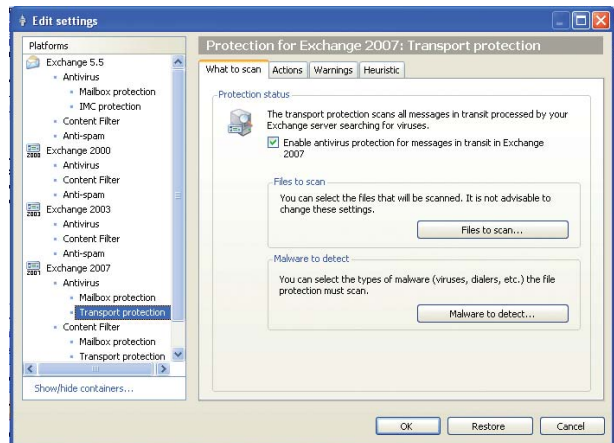 Edit settings
Platforms
Exchange 5.5
Antivirus
Mailbox protection
IMC protection
Content Filter
Anti-spam
2000
Exchange 2000
Antivirus
Content Filter
Anti-spam
2003
Exchange 2003
Antivirus
Content Filter
Anti-spam
2007
Exchange 2007
Antivirus
Mailbox protection
Transport protection
Content Filter
Mailbox protection
Transport protection
Show/hide containers...
Protection for Exchange 2007: Transport protection
What to scan Actions Warnings Heuristic
Protection status
The transport protection scans all messages in transit processed by your
Exchange server searching for viruses.
Enable antivirus protection for messages in transit in Exchange
2007
Files to scan
You can select the files that will be scanned. It is not advisable to
change these settings.
Files to scan...
Malware to detect
You can select the types of malware (viruses, dialers, etc.) the file
protection must scan.
Malware to detect...
OK Restore Cancel